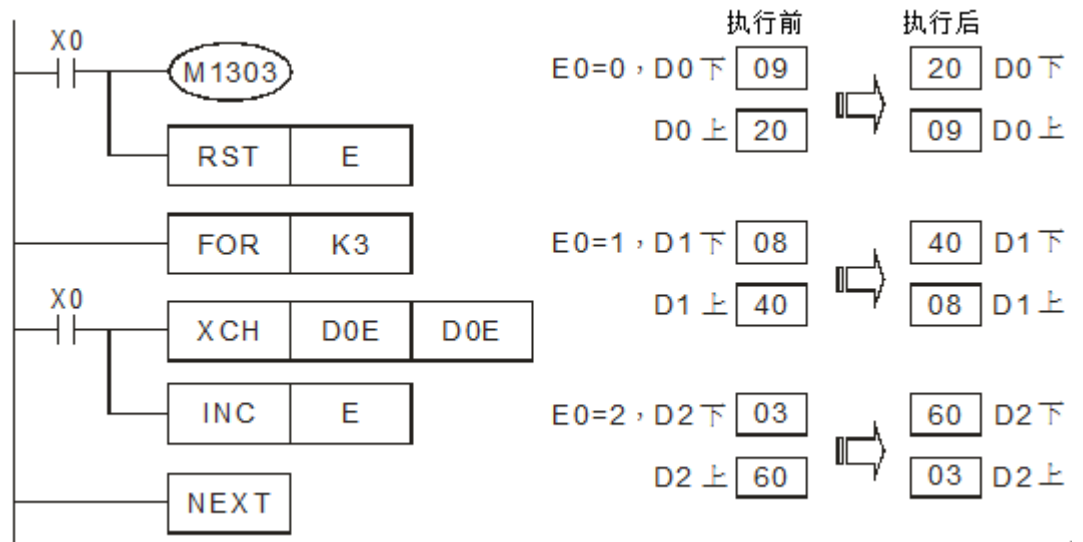 X0
M1303
RST E
FOR K3
X0
XCH D0E D0E
INC E
NEXT
执行前 执行后
E0=0，D0下 09 20 D0下
D0上 20 09 D0上
E0=1，D1下 08 40 D1下
D1上 40 08 D1上
E0=2，D2下 03 60 D2下
D2上 60 03 D2上